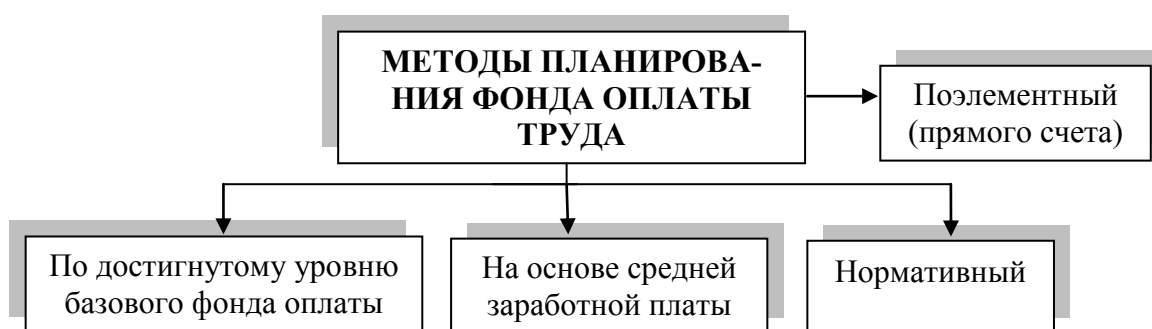 МЕТОДЫ ПЛАНИРОВА-
НИЯ ФОНДА ОПЛАТЫ
ТРУДА
Поэлементный
(прямого счета)
По достигнутому уровню
базового фонда оплаты
На основе средней
заработной платы
Нормативный